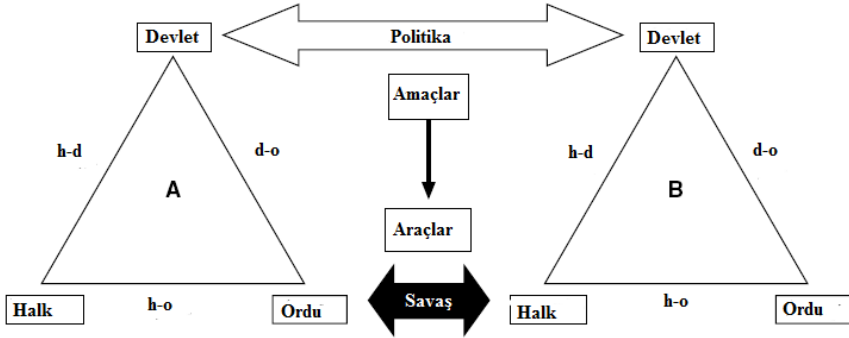 Devlet
Politika
Devlet
Amaçlar
h-d
d-o
h-d
d-o
A
B
Araçlar
Halk
h-o
Ordu
Savaş
Halk
h-o
Ordu